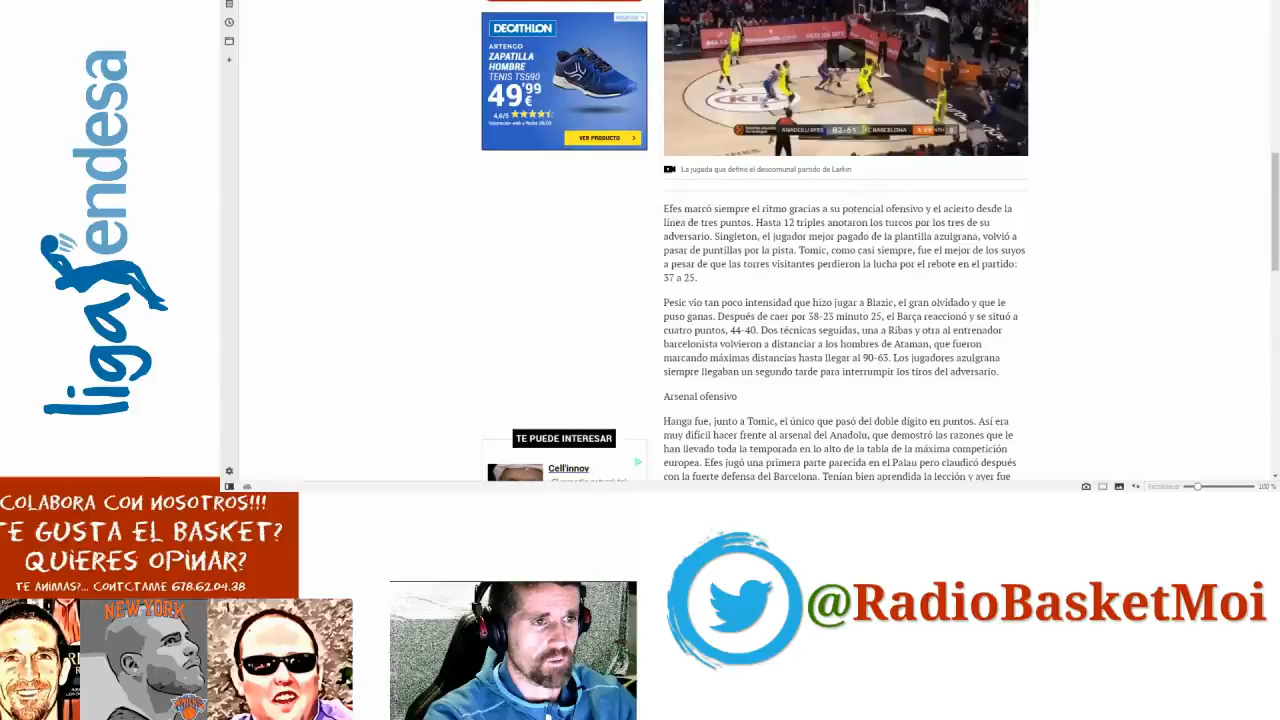 liga endesa
DECATHLON
ARTENGO
ZAPATILLA
HOMBRE
TENIS TS590
49'99
€
4,6/5
VER PRODUCTO
ANADOLU EFES 82-61 FC BARCELONA
La jugada que define el descomunal partido de Larkin
Efes marcó siempre el ritmo gracias a su potencial ofensivo y el acierto desde la
línea de tres puntos. Hasta 12 triples anotaron los turcos por los tres de su
adversario. Singleton, el jugador mejor pagado de la plantilla azulgrana, volvió a
pasar de puntillas por la pista. Tomic, como casi siempre, fue el mejor de los suyos
a pesar de que las torres visitantes perdieron la lucha por el rebote en el partido:
37 a 25.
Pesic vio tan poco intensidad que hizo jugar a Blazic, el gran olvidado y que le
puso ganas. Después de caer por 38-23 minuto 25, el Barça reaccionó y se situó a
cuatro puntos, 44-40. Dos técnicas seguidas, una a Ribas y otra al entrenador
barcelonista volvieron a distanciar a los hombres de Ataman, que fueron
marcando máximas distancias hasta llegar al 90-63. Los jugadores azulgrana
siempre llegaban un segundo tarde para interrumpir los tiros del adversario.
Arsenal ofensivo
Hanga fue, junto a Tomic, el único que pasó del doble dígito en puntos. Así era
muy difícil hacer frente al arsenal del Anadolu, que demostró las razones que le
han llevado toda la temporada en lo alto de la tabla de la máxima competición
europea. Efes jugó una primera parte parecida en el Palau pero claudicó después
con la fuerte defensa del Barcelona. Tenían bien aprendida la lección y ayer fue
TE PUEDE INTERESAR
Cell'innov
Restablecer
100 %
COLABORA CON NOSOTROS!!!
TE GUSTA EL BASKET?
QUIERES OPINAR?
TE ANIMAS?... CONTCTAME 678.62.04.38
NEW YORK
@RadioBasketMoi